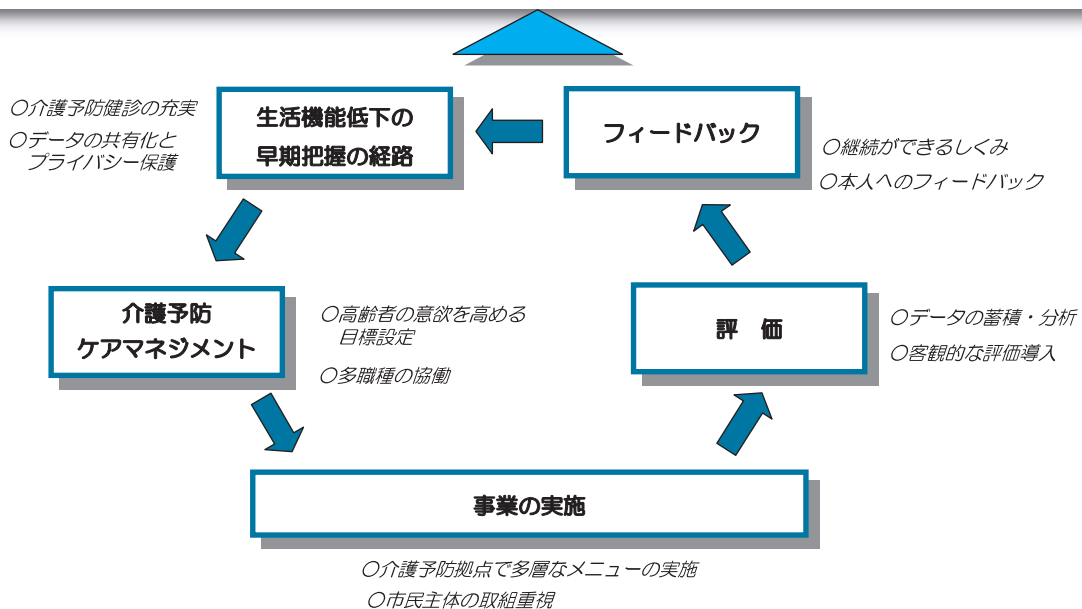 生活機能低下の
早期把握の経路
○介護予防健診の充実
○データの共有化と
プライバシー保護
フィードバック
○継続ができるしくみ
○本人へのフィードバック
介護予防
ケアマネジメント
○高齢者の意欲を高める
目標設定
○多職種の協働
評　価
○データの蓄積・分析
○客観的な評価導入
事業の実施
○介護予防拠点で多層なメニューの実施
○市民主体の取組重視